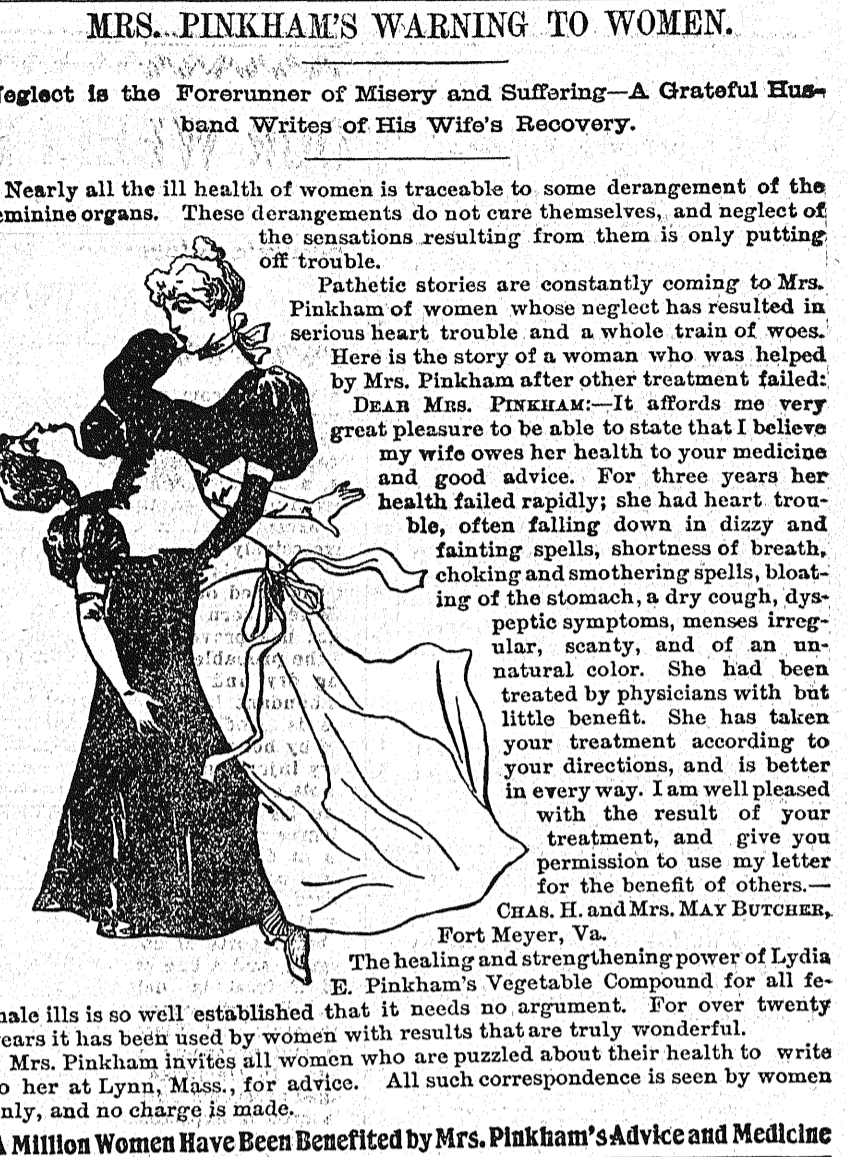 MRS. PINKHAM'S WARNING TO WOMEN.
eglect is the Forerunner of Misery and Suffering—A Grateful Hus-
band Writes of His Wife's Recovery.
Nearly all the ill health of women is traceable to some derangement of the
eminine organs. These derangements do not cure themselves, and neglect of
the sensations resulting from them is only putting
off trouble.
Pathetic stories are constantly coming to Mrs.
Pinkham of women whose neglect has resulted in
serious heart trouble and a whole train of woes.
Here is the story of a woman who was helped
by Mrs. Pinkham after other treatment failed:
DEAR MRS. PINKHAM:—It affords me very
great pleasure to be able to state that I believe
my wife owes her health to your medicine
and good advice. For three years her
health failed rapidly; she had heart trou-
ble, often falling down in dizzy and
fainting spells, shortness of breath,
choking and smothering spells, bloat-
ing of the stomach, a dry cough, dys-
peptic symptoms, menses irreg-
ular, scanty, and of an un-
natural color. She had been
treated by physicians with but
little benefit. She has taken
your treatment according to
your directions, and is better
in every way. I am well pleased
with the result of your
treatment, and give you
permission to use my letter
for the benefit of others.—
CHAS. H. and MRS. MAY BUTCHER,
Fort Meyer, Va.
The healing and strengthening power of Lydia
E. Pinkham's Vegetable Compound for all fe-
male ills is so well established that it needs no argument. For over twenty
ears it has been used by women with results that are truly wonderful.
Mrs. Pinkham invites all women who are puzzled about their health to write
o her at Lynn, Mass., for advice. All such correspondence is seen by women
nly, and no charge is made.
A Million Women Have Been Benefited by Mrs. Pinkham's Advice and Medicine